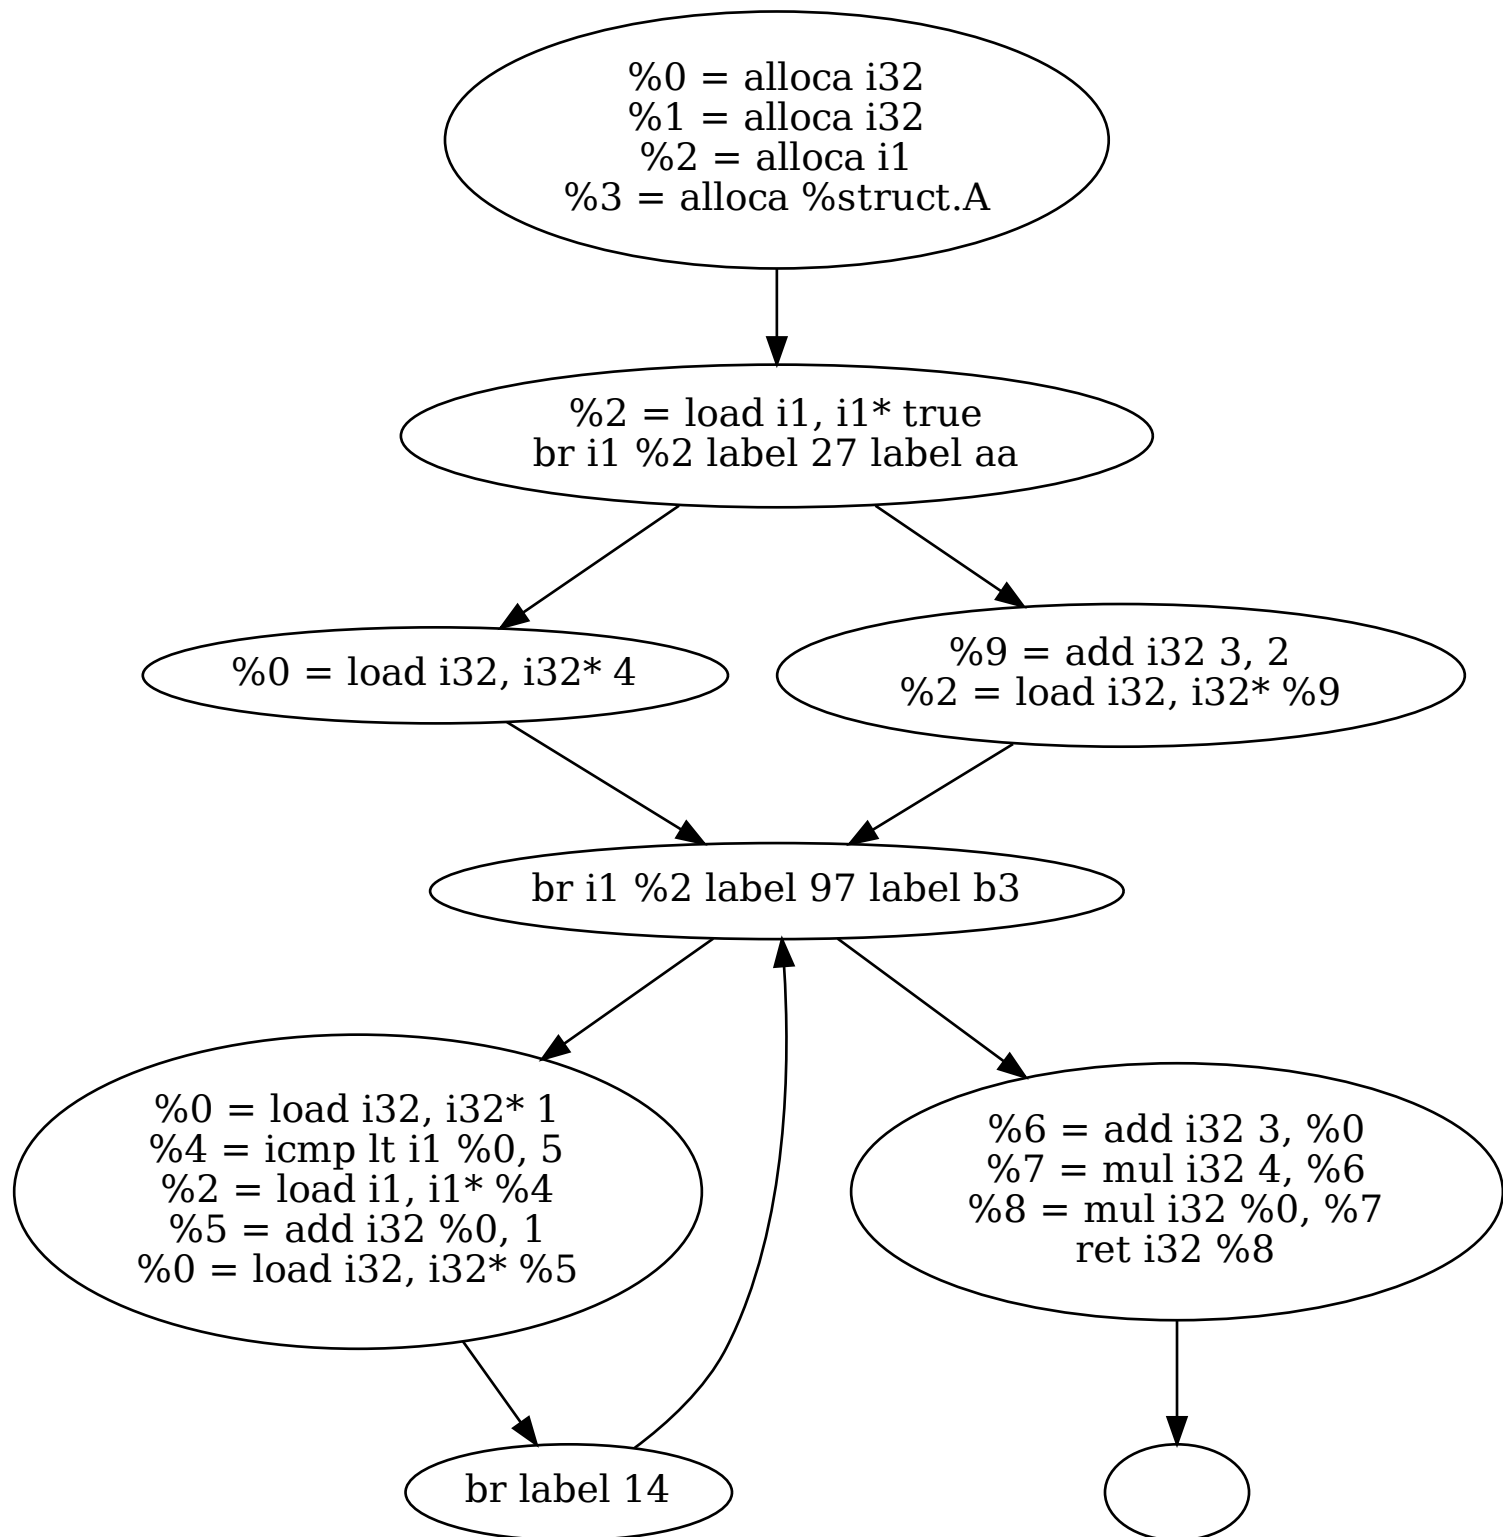 %0 = alloca i32
%1 = alloca i32
%2 = alloca i1
%3 = alloca %struct.A
%2 = load i1, i1* true
br i1 %2 label 27 label aa
%0 = load i32, i32* 4
%9 = add i32 3, 2
%2 = load i32, i32* %9
br i1 %2 label 97 label b3
%0 = load i32, i32* 1
%4 = icmp lt i1 %0, 5
%2 = load i1, i1* %4
%5 = add i32 %0, 1
%0 = load i32, i32* %5
%6 = add i32 3, %0
%7 = mul i32 4, %6
%8 = mul i32 %0, %7
ret i32 %8
br label 14